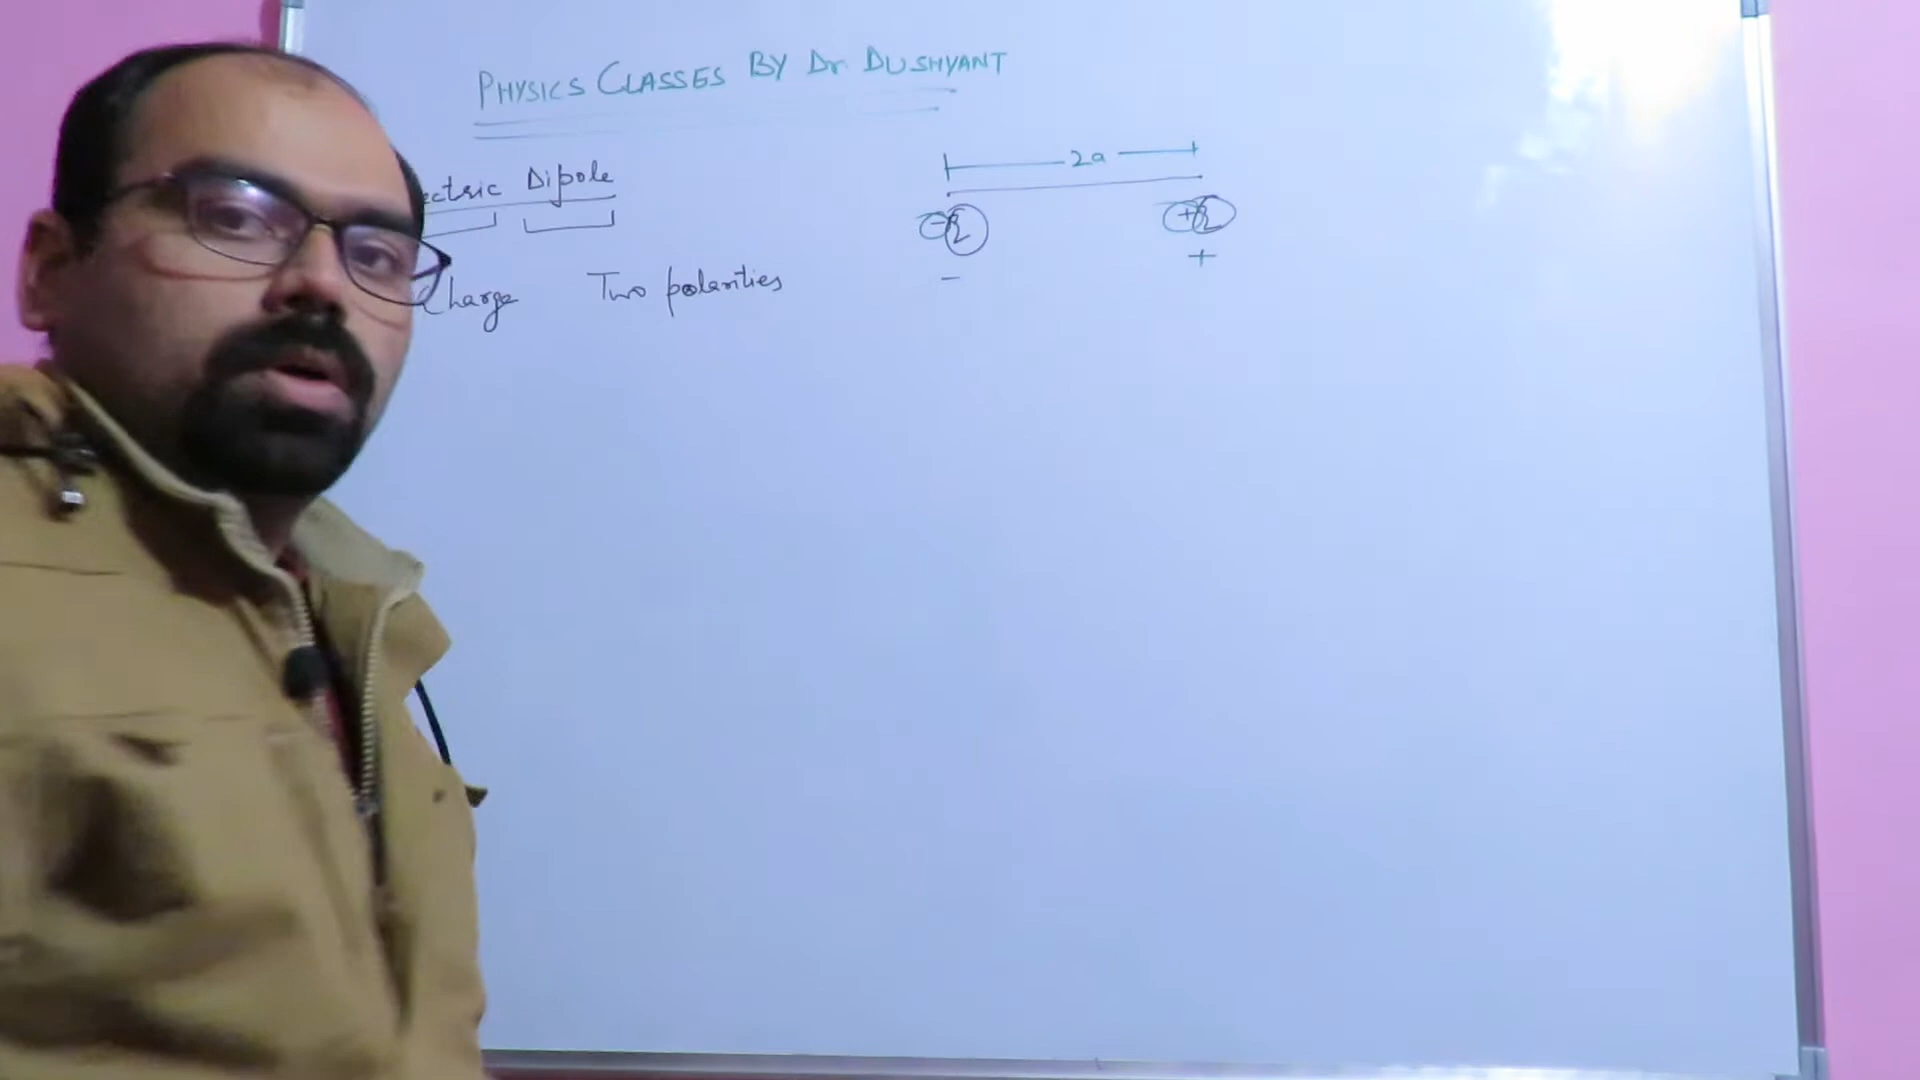 PHYSICS CLASSES BY Dr. DUSHYANT
2a
ectric Dipole
-q +q
- +
Charge Two polarities